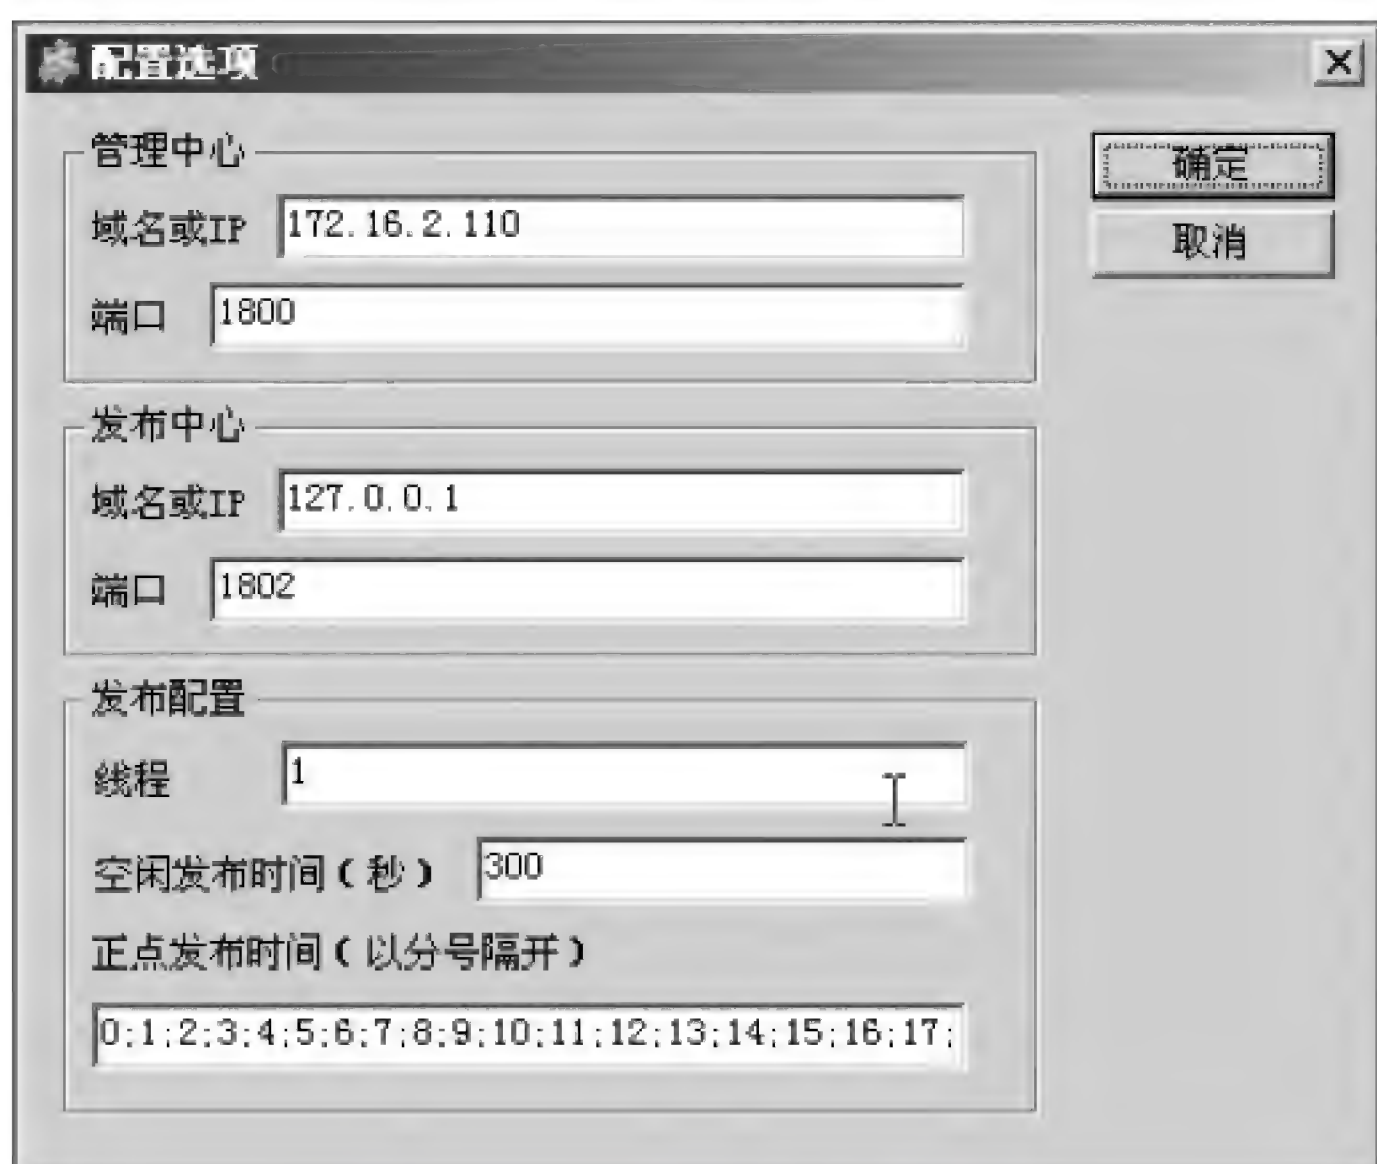 配置选项
管理中心
确定
域名或IP 172.16.2.110
取消
端口 1800
发布中心
域名或IP 127.0.0.1
端口 1802
发布配置
线程 1
空闲发布时间(秒) 300
正点发布时间(以分号隔开)
0;1;2;3;4;5;6;7;8;9;10;11;12;13;14;15;16;17;